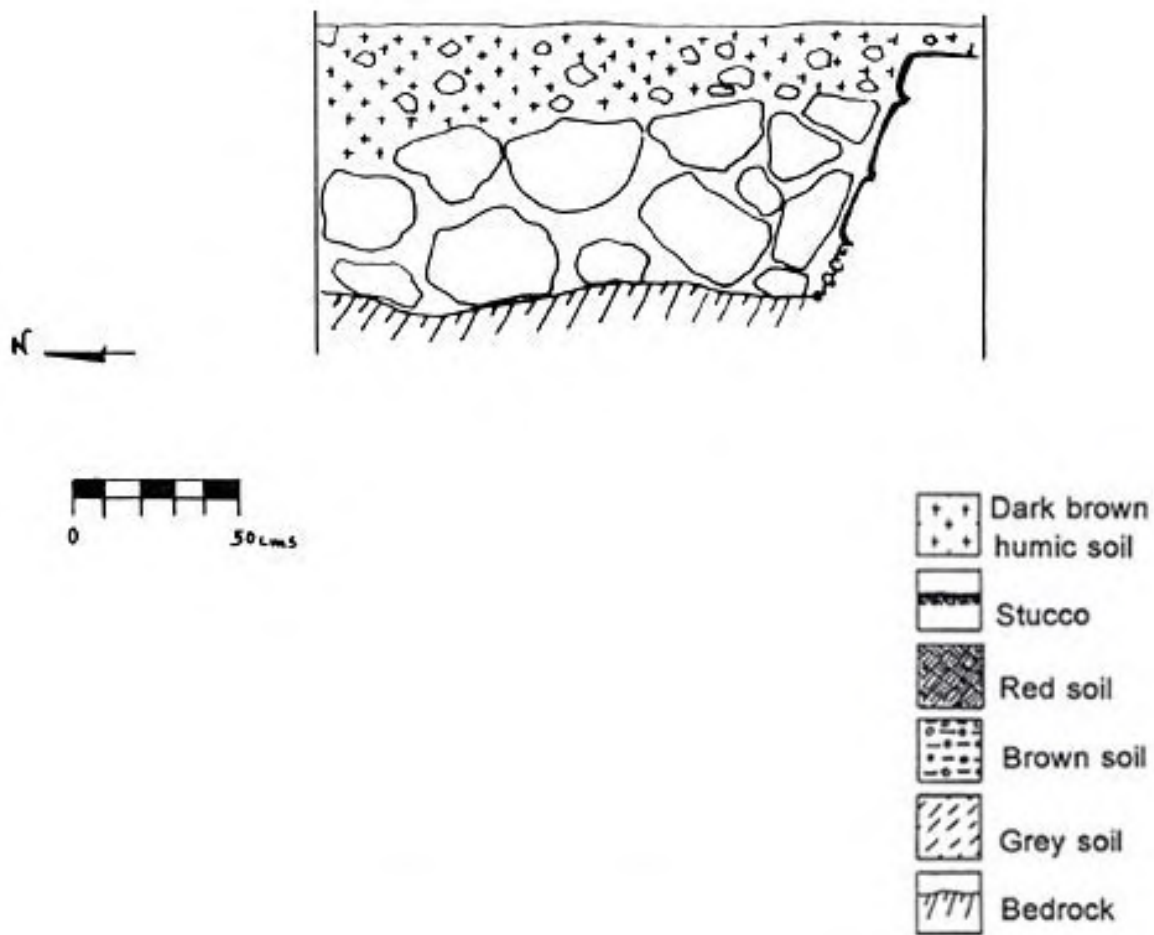 N
0 50cms
Dark brown
humic soil
Stucco
Red soil
Brown soil
Grey soil
Bedrock